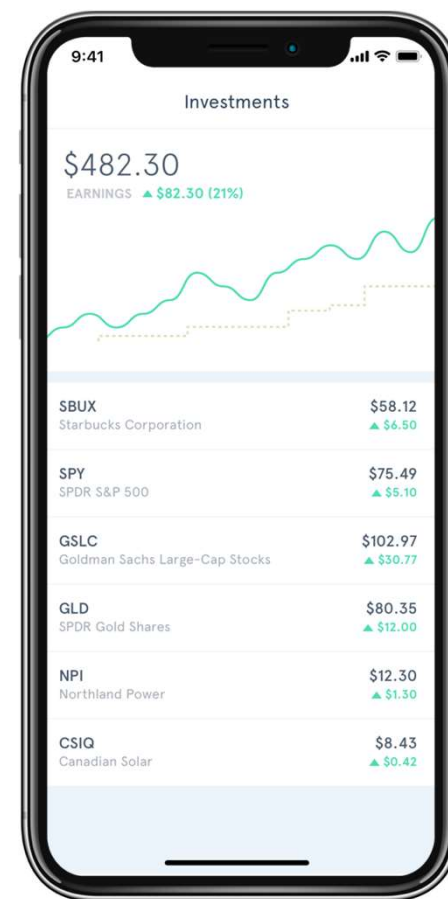 9:41
Investments
$482.30
EARNINGS ▲ $82.30 (21%)
SBUX $58.12
Starbucks Corporation ▲ $6.50
SPY $75.49
SPDR S&P 500 ▲ $5.10
GSLC $102.97
Goldman Sachs Large-Cap Stocks ▲ $30.77
GLD $80.35
SPDR Gold Shares ▲ $12.00
NPI $12.30
Northland Power ▲ $1.30
CSIQ $8.43
Canadian Solar ▲ $0.42